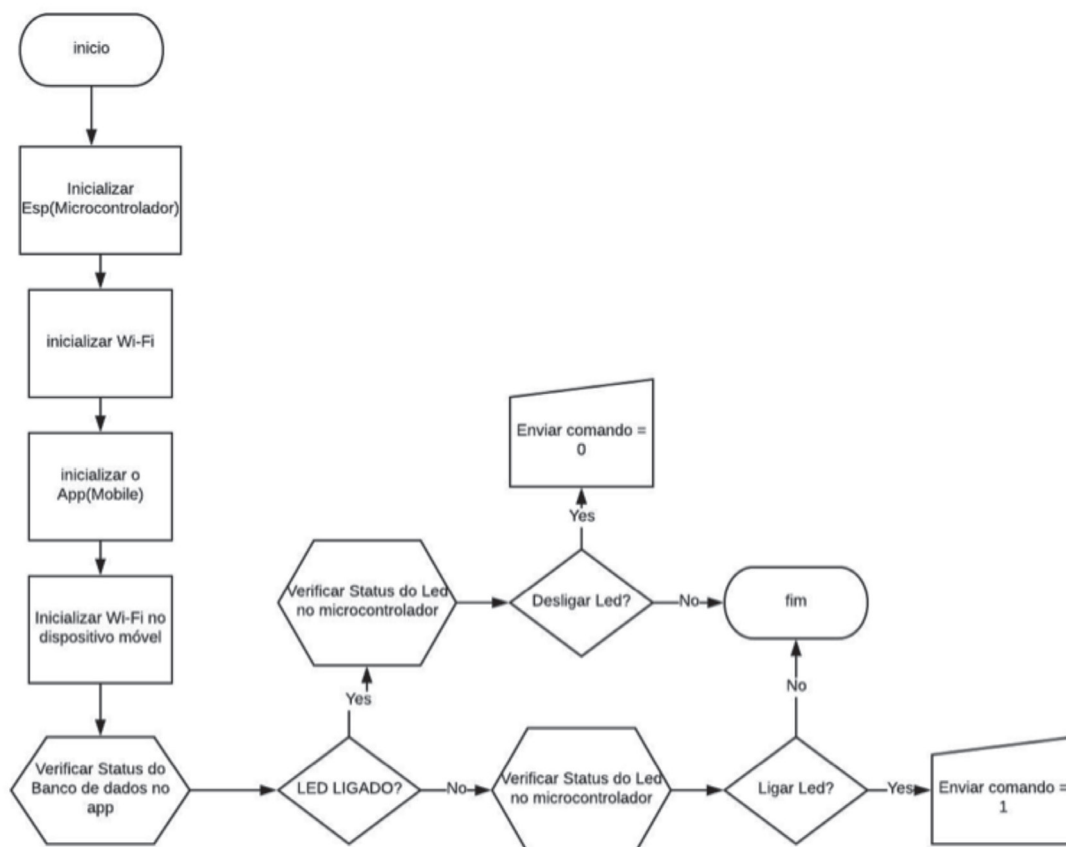 inicio
Inicializar
Esp(Microcontrolador)
inicializar Wi-Fi
inicializar o
App(Mobile)
Inicializar Wi-Fi no
dispositivo móvel
Verificar Status do
Banco de dados no
app
LED LIGADO?
Yes
Verificar Status do Led
no microcontrolador
Desligar Led?
Yes
Enviar comando =
0
No
fim
No
Verificar Status do Led
no microcontrolador
Ligar Led?
No
Yes
Enviar comando =
1